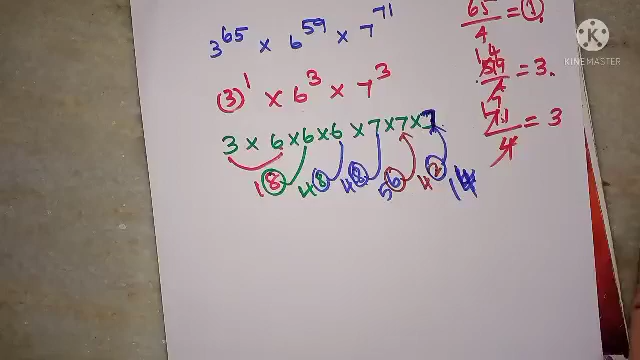 3^65 × 6^59 × 7^71
65/4 = 1.
(3)^1 × 6^3 × 7^3
59/4 = 3.
3 × 6 × 6 × 6 × 7 × 7 × 7
71/4 = 3
18 48 48 56 42 14
KINEMASTER